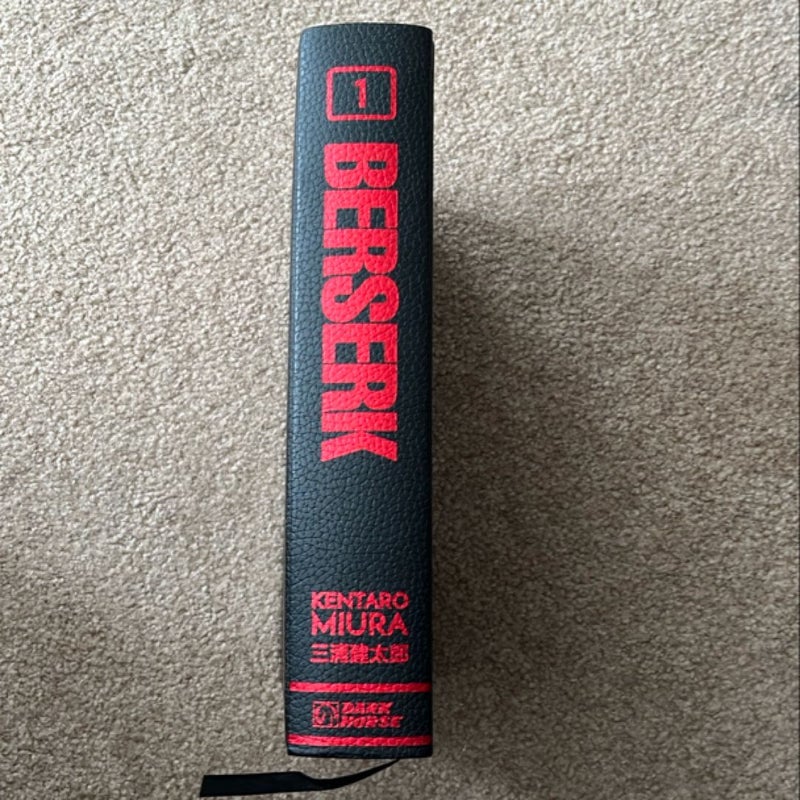 1
BERSERK
KENTARO
MIURA
三浦建太郎
DARK
HORSE